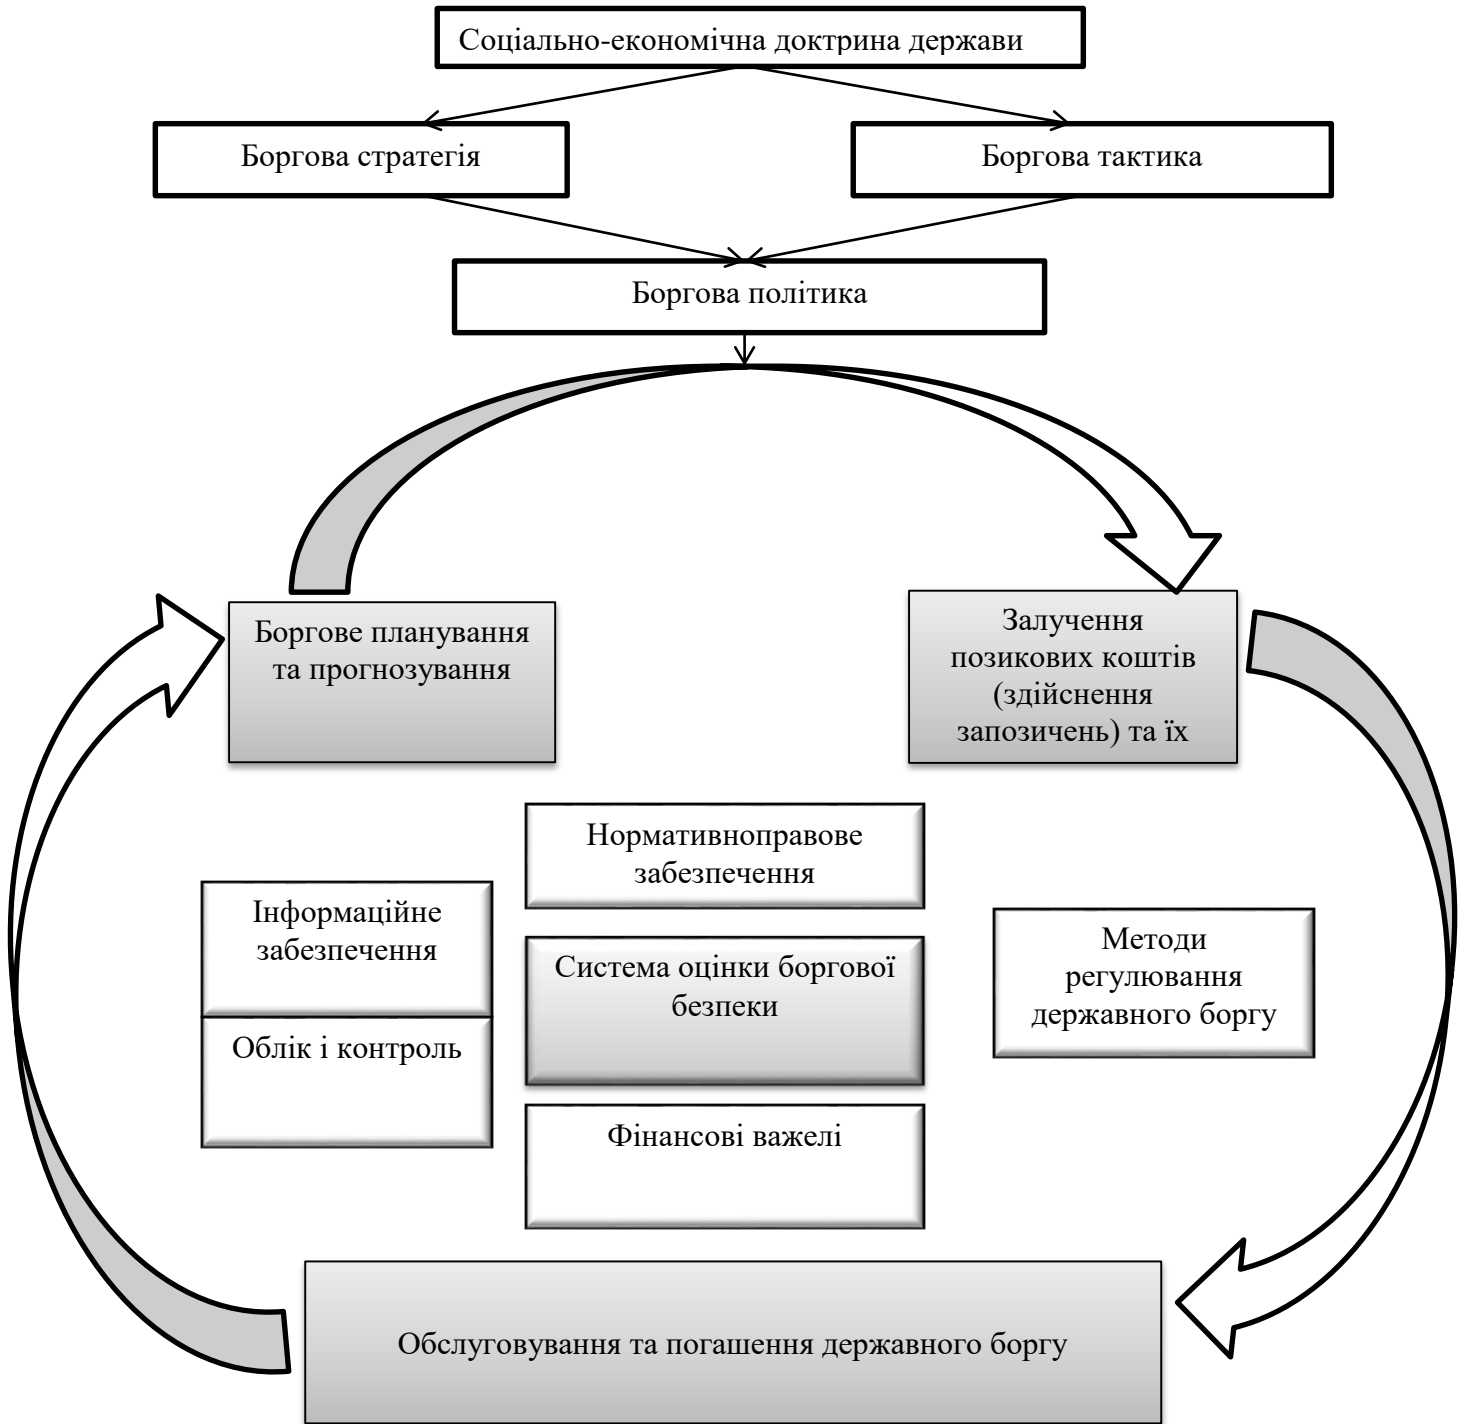 Соціально-економічна доктрина держави
Боргова стратегія
Боргова тактика
Боргова політика
Боргове планування
та прогнозування
Залучення
позикових коштів
(здійснення
запозичень) та їх
Нормативноправове
забезпечення
Інформаційне
забезпечення
Система оцінки боргової
безпеки
Методи
регулювання
державного боргу
Облік і контроль
Фінансові важелі
Обслуговування та погашення державного боргу